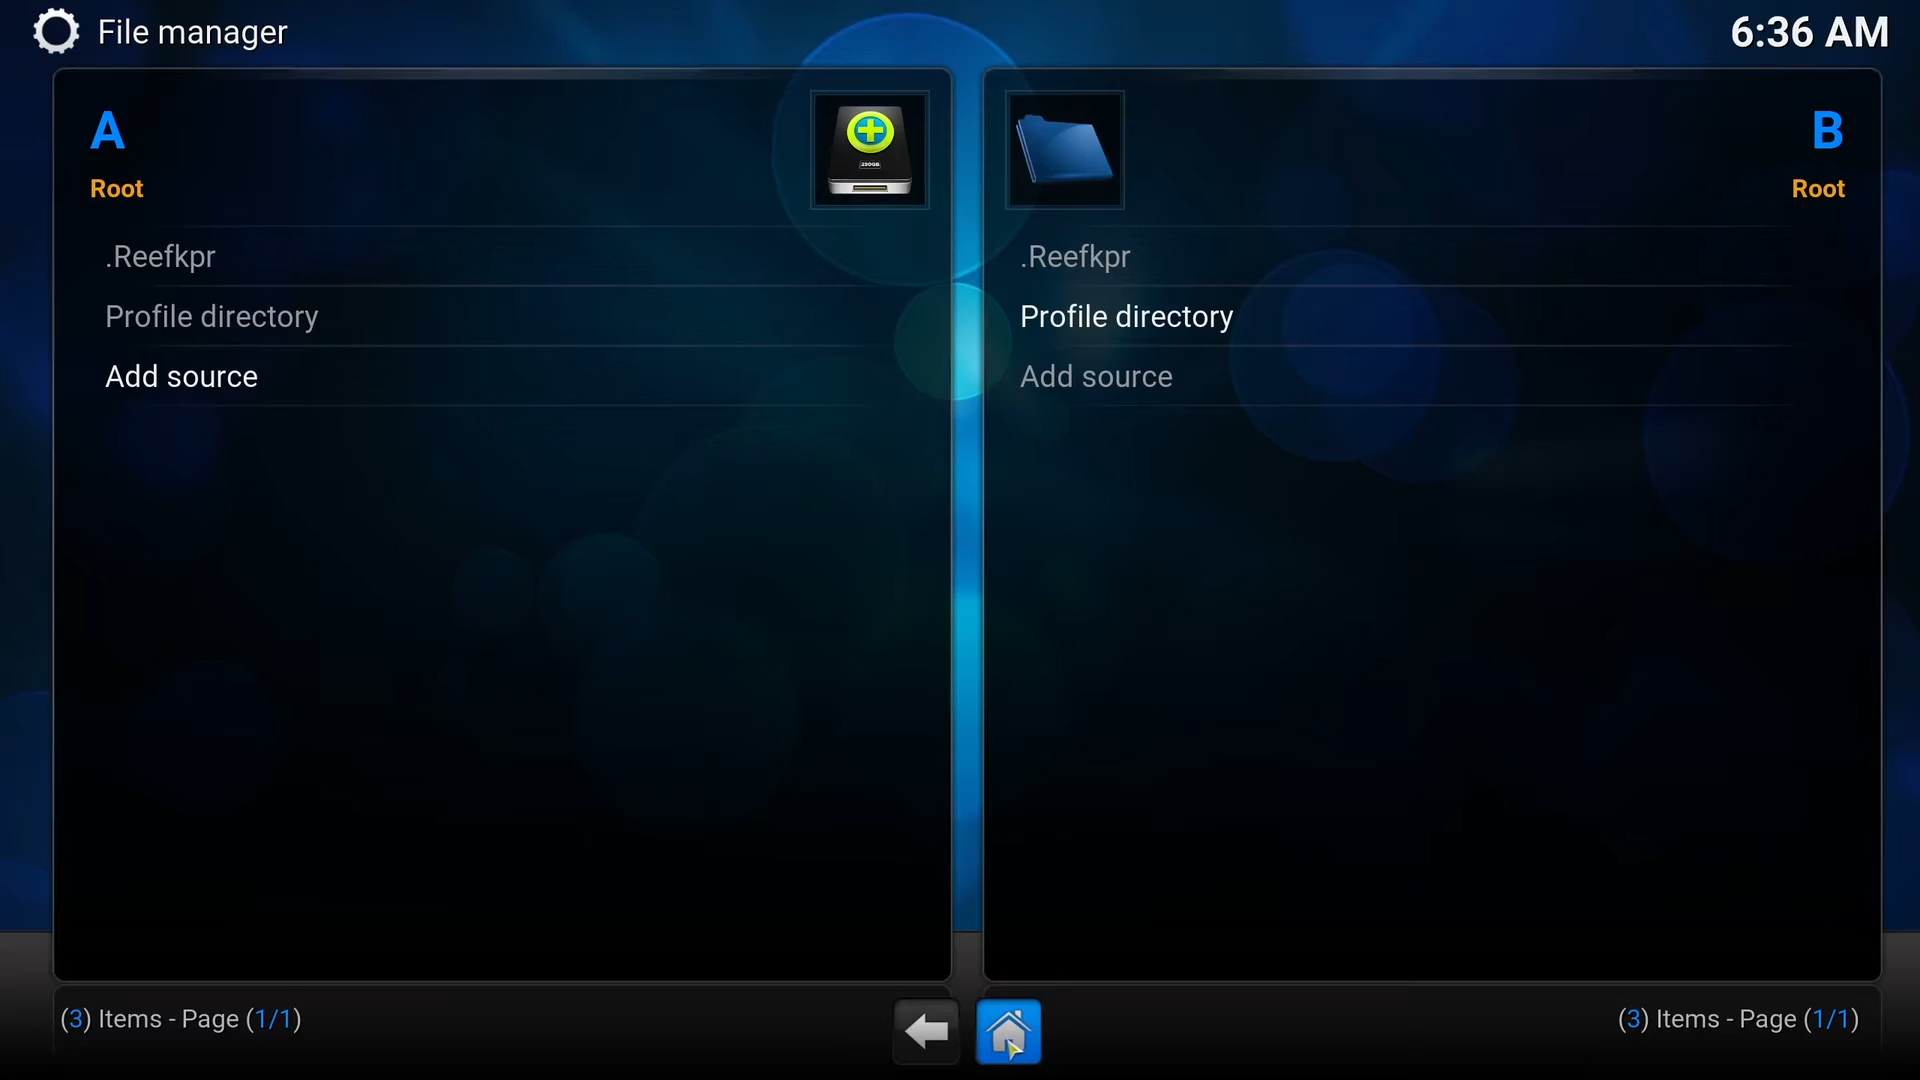 File manager
6:36 AM
A
Root
250GB
.Reefkpr
Profile directory
Add source
(3) Items - Page (1/1)
B
Root
.Reefkpr
Profile directory
Add source
(3) Items - Page (1/1)